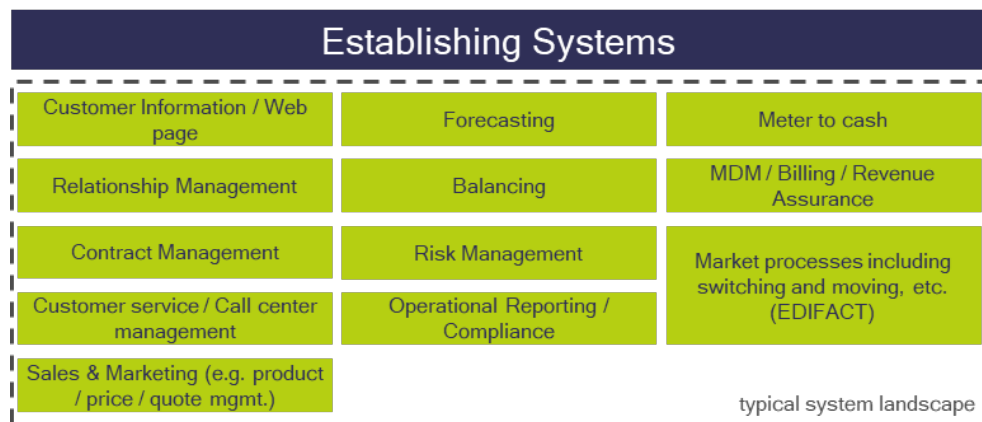 Establishing Systems
Customer Information / Web
page
Forecasting
Meter to cash
Relationship Management
Balancing
MDM / Billing / Revenue
Assurance
Contract Management
Risk Management
Market processes including
switching and moving, etc.
(EDIFACT)
Customer service / Call center
management
Operational Reporting /
Compliance
Sales & Marketing (e.g. product
/ price / quote mgmt.)
typical system landscape